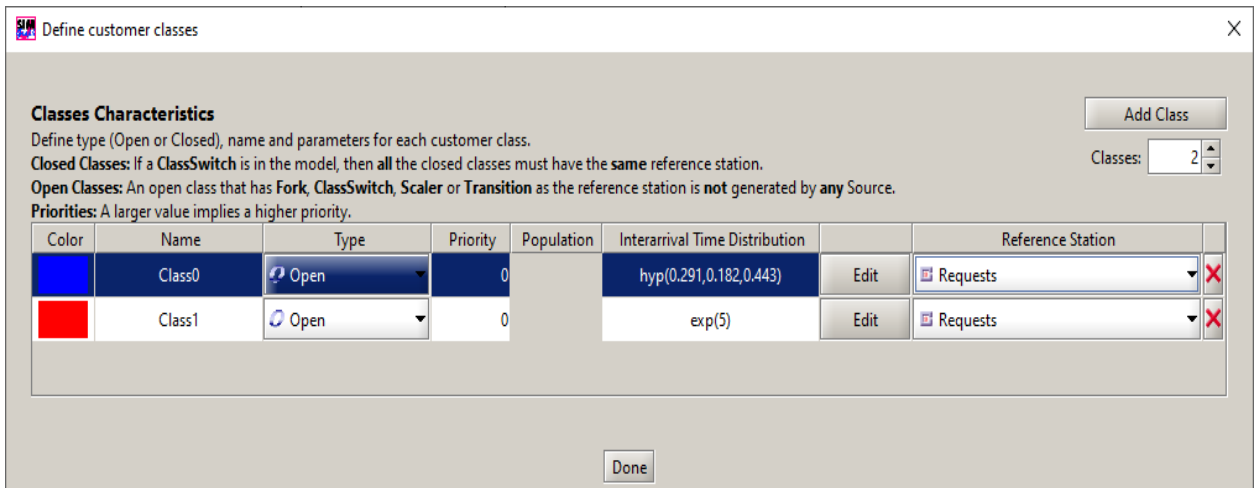 Define customer classes
Classes Characteristics
Add Class
Define type (Open or Closed), name and parameters for each customer class.
Closed Classes: If a ClassSwitch is in the model, then all the closed classes must have the same reference station.
Classes: 2
Open Classes: An open class that has Fork, ClassSwitch, Scaler or Transition as the reference station is not generated by any Source.
Priorities: A larger value implies a higher priority.
Color Name Type Priority Population Interarrival Time Distribution Reference Station
Class0 Open 0 hyp(0.291,0.182,0.443) Edit Requests
Class1 Open 0 exp(5) Edit Requests
Done